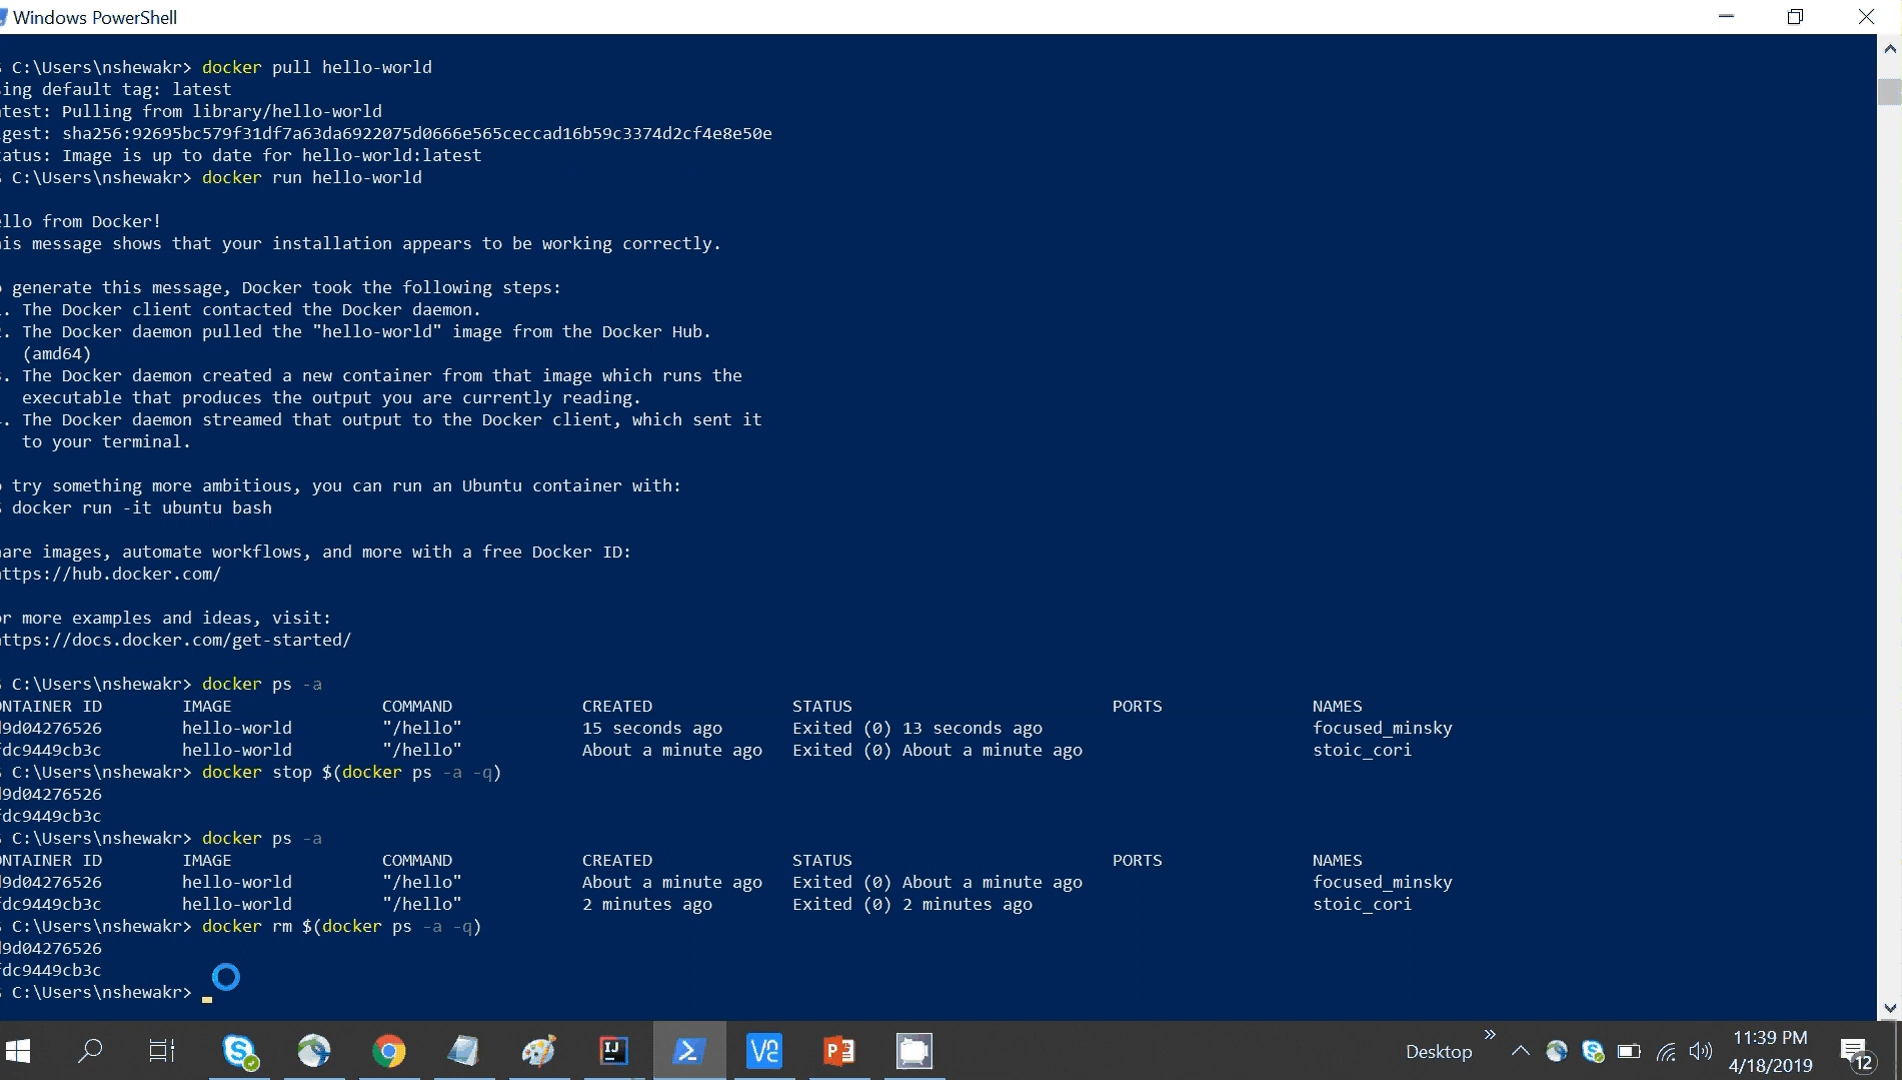 Windows PowerShell
C:\Users\nshewakr> docker pull hello-world
ing default tag: latest
test: Pulling from library/hello-world
gest: sha256:92695bc579f31df7a63da6922075d0666e565ceccad16b59c3374d2cf4e8e50e
atus: Image is up to date for hello-world:latest
C:\Users\nshewakr> docker run hello-world
llo from Docker!
is message shows that your installation appears to be working correctly.
generate this message, Docker took the following steps:
. The Docker client contacted the Docker daemon.
. The Docker daemon pulled the "hello-world" image from the Docker Hub.
(amd64)
. The Docker daemon created a new container from that image which runs the
executable that produces the output you are currently reading.
. The Docker daemon streamed that output to the Docker client, which sent it
to your terminal.
try something more ambitious, you can run an Ubuntu container with:
$ docker run -it ubuntu bash
are images, automate workflows, and more with a free Docker ID:
ttps://hub.docker.com/
r more examples and ideas, visit:
ttps://docs.docker.com/get-started/
C:\Users\nshewakr> docker ps -a
NTAINER ID IMAGE COMMAND CREATED STATUS PORTS NAMES
9d04276526 hello-world "/hello" 15 seconds ago Exited (0) 13 seconds ago focused_minsky
dc9449cb3c hello-world "/hello" About a minute ago Exited (0) About a minute ago stoic_cori
C:\Users\nshewakr> docker stop $(docker ps -a -q)
9d04276526
dc9449cb3c
C:\Users\nshewakr> docker ps -a
NTAINER ID IMAGE COMMAND CREATED STATUS PORTS NAMES
9d04276526 hello-world "/hello" About a minute ago Exited (0) About a minute ago focused_minsky
dc9449cb3c hello-world "/hello" 2 minutes ago Exited (0) 2 minutes ago stoic_cori
C:\Users\nshewakr> docker rm $(docker ps -a -q)
9d04276526
dc9449cb3c
C:\Users\nshewakr>
Desktop
11:39 PM
4/18/2019
12